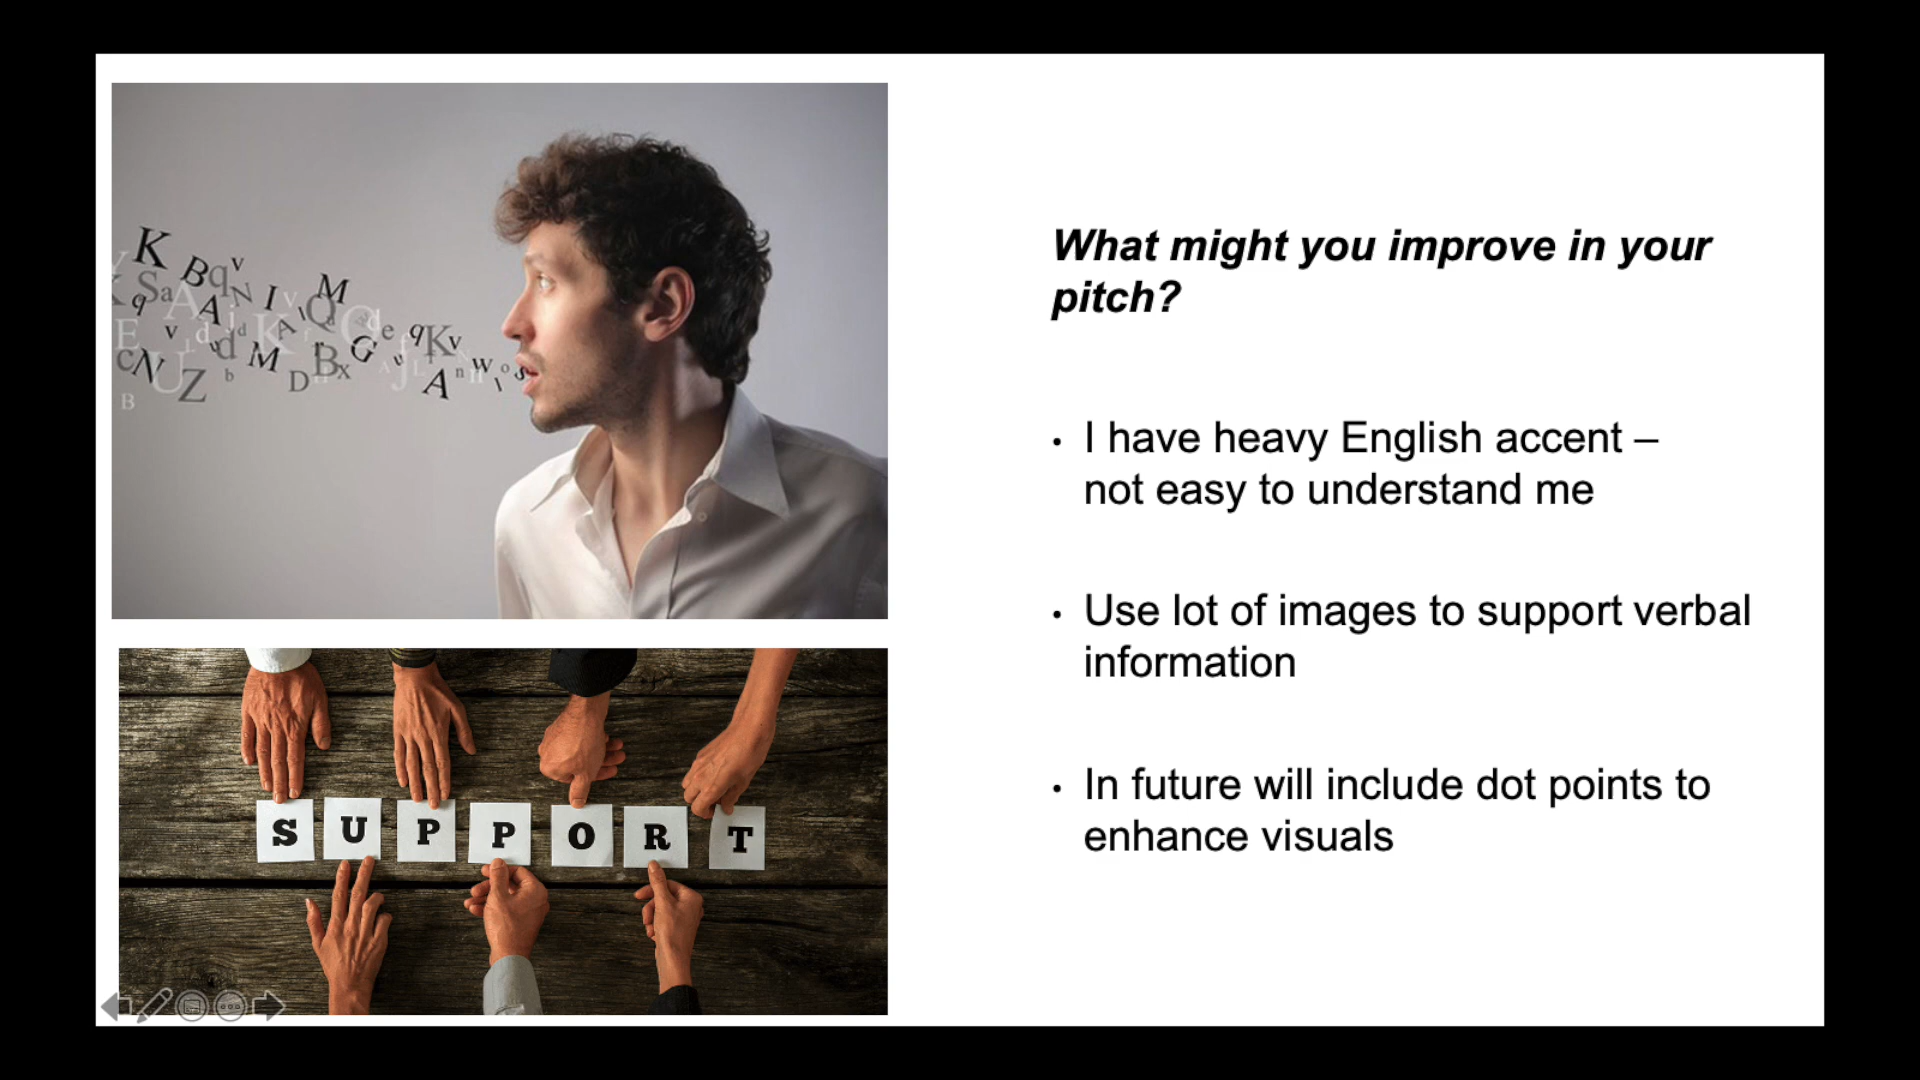 What might you improve in your
pitch?
• I have heavy English accent –
not easy to understand me
• Use lot of images to support verbal
information
• In future will include dot points to
enhance visuals
S U P P O R T